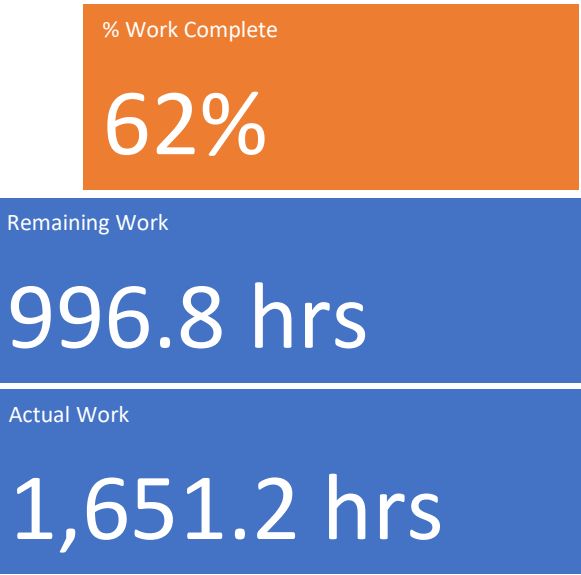 % Work Complete
62%
Remaining Work
996.8 hrs
Actual Work
1,651.2 hrs